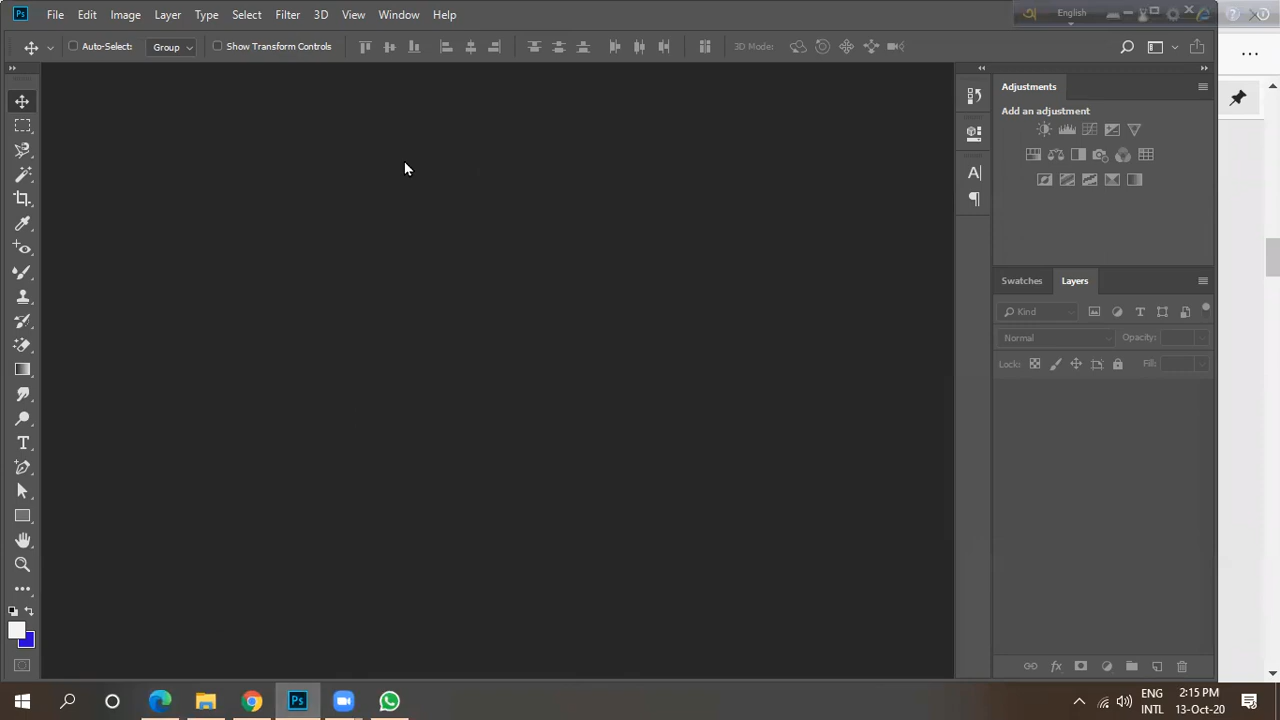 Ps File Edit Image Layer Type Select Filter 3D View Window Help English
Auto-Select: Group Show Transform Controls 3D Mode:
Adjustments
Add an adjustment
Swatches Layers
Kind
Normal Opacity:
Lock: Fill:
Ps
ENG 2:15 PM
INTL 13-Oct-20